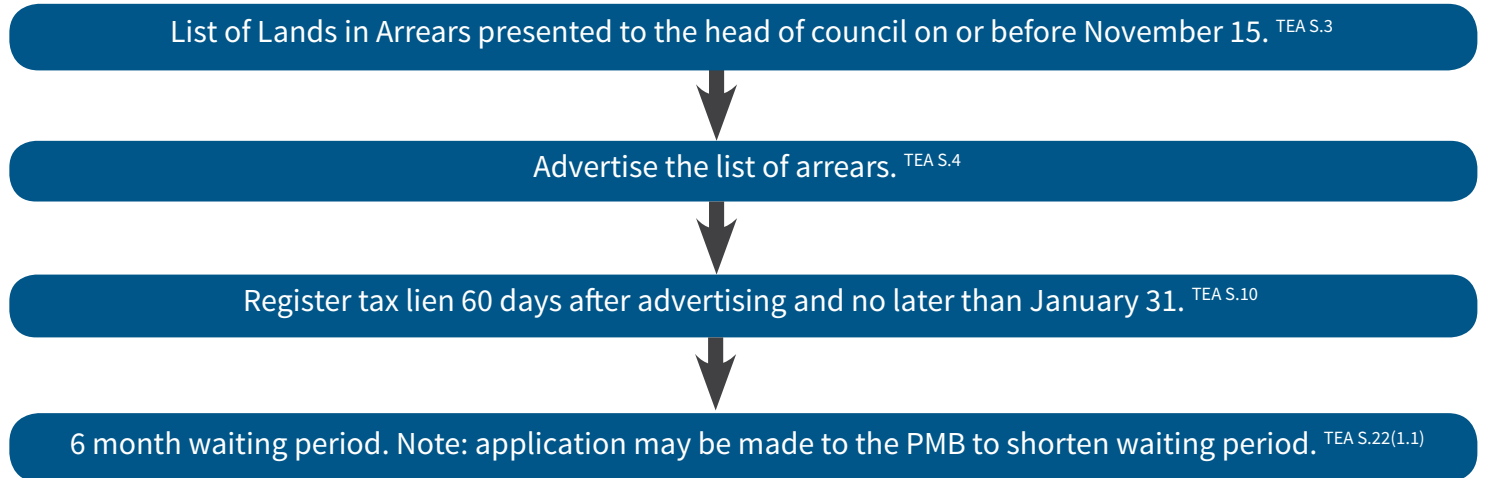 List of Lands in Arrears presented to the head of council on or before November 15. TEA S.3
Advertise the list of arrears. TEA S.4
Register tax lien 60 days after advertising and no later than January 31. TEA S.10
6 month waiting period. Note: application may be made to the PMB to shorten waiting period. TEA S.22(1.1)